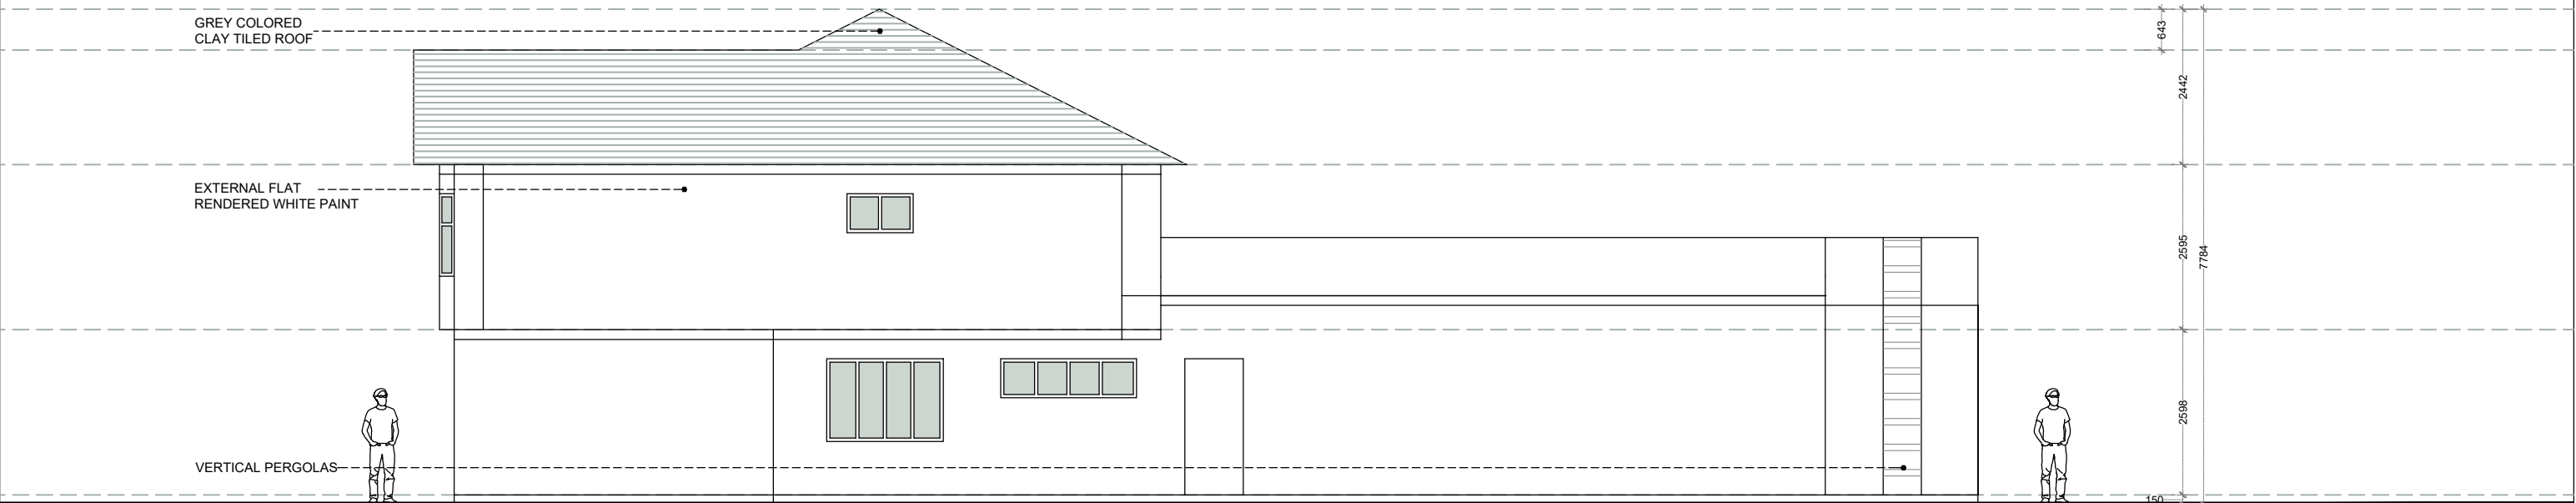 GREY COLORED
CLAY TILED ROOF
EXTERNAL FLAT
RENDERED WHITE PAINT
VERTICAL PERGOLAS
643
2442
2595
7784
2598
150